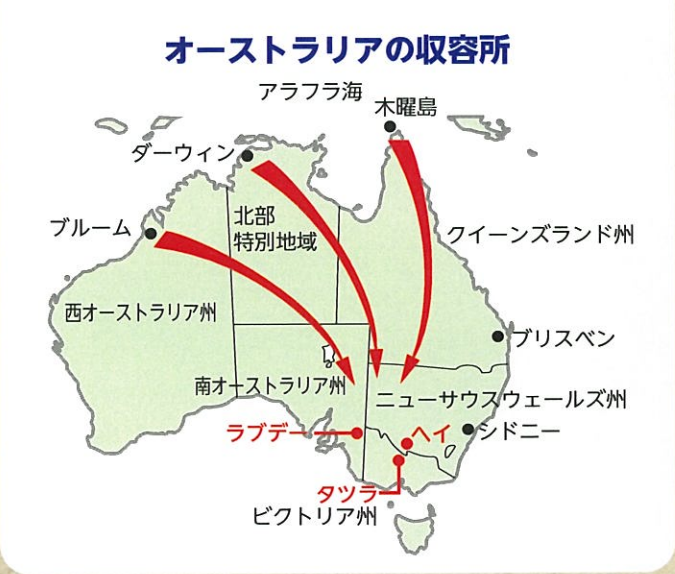 オーストラリアの収容所
アラフラ海
木曜島
ダーウィン
ブルーム
北部
特別地域
クイーンズランド州
西オーストラリア州
ブリスベン
南オーストラリア州
ニューサウスウェールズ州
ラブデー
ヘイ
シドニー
タツラ
ビクトリア州